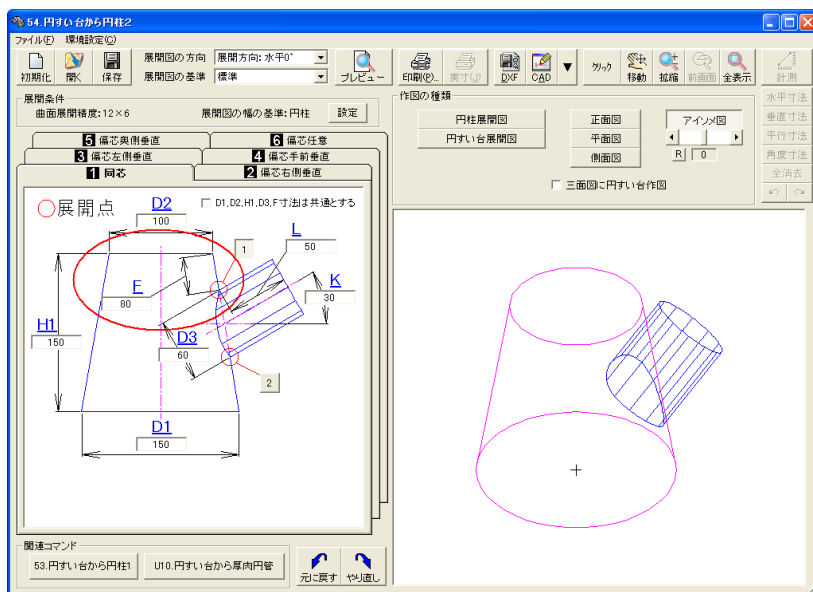 54.円すい台から円柱2
ファイル(F) 環境設定(C)
初期化 開く 保存
展開図の方向 展開方向:水平0°
展開図の基準 標準
プレビュー 印刷(P)... 実寸(J) DXF CAD ｸﾘｯｸ 移動 拡縮 前画面 全表示 計測
展開条件
曲面展開精度:12×6 展開図の幅の基準:円柱 設定
5 偏芯奥側垂直 6 偏芯任意
3 偏芯左側垂直 4 偏芯手前垂直
1 同芯 2 偏芯右側垂直
○展開点
D1,D2,H1,D3,F寸法は共通とする
D2
100
1
L
50
F
80
K
30
H1
150
D3
60
2
D1
150
関連コマンド
53.円すい台から円柱1 U10.円すい台から厚肉円管
元に戻す やり直し
作図の種類
円柱展開図 正面図 アイソメ図
円すい台展開図 平面図
側面図 R 0
三面図に円すい台作図
水平寸法
垂直寸法
平行寸法
角度寸法
全消去